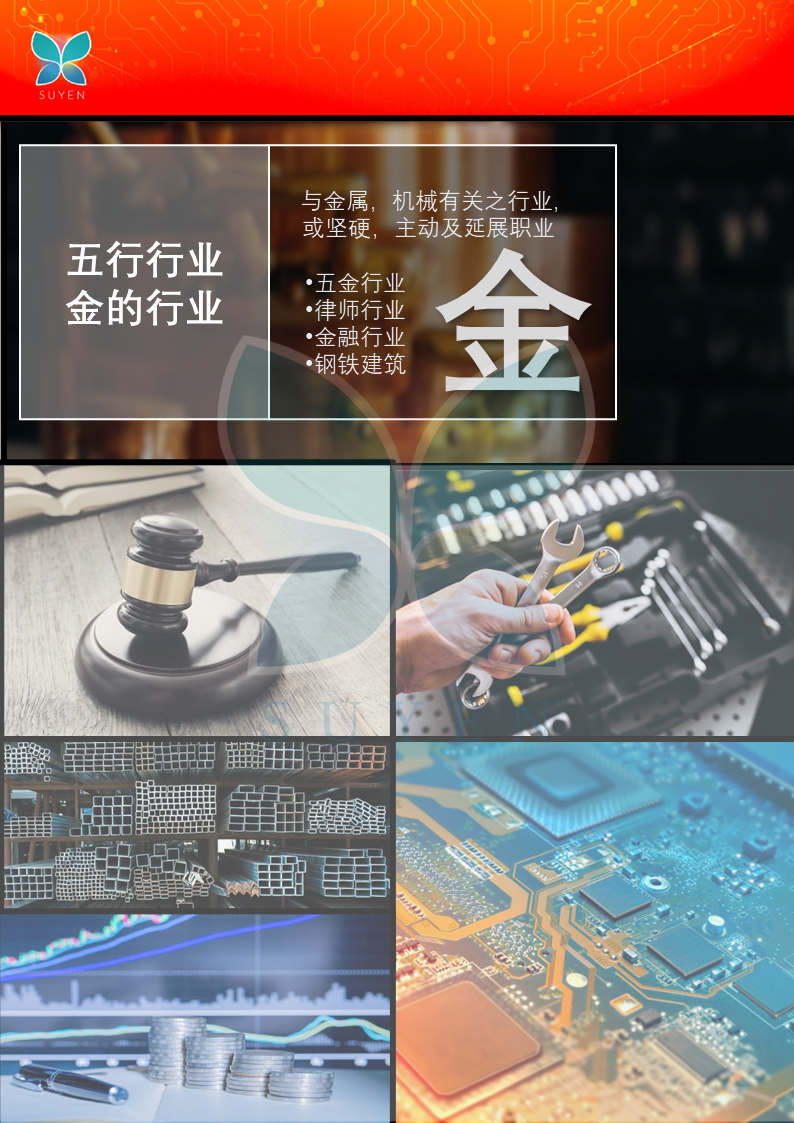 SUYEN
五行行业
金的行业
与金属，机械有关之行业，
或坚硬，主动及延展职业
•五金行业
•律师行业
•金融行业
•钢铁建筑
金
SUYEN